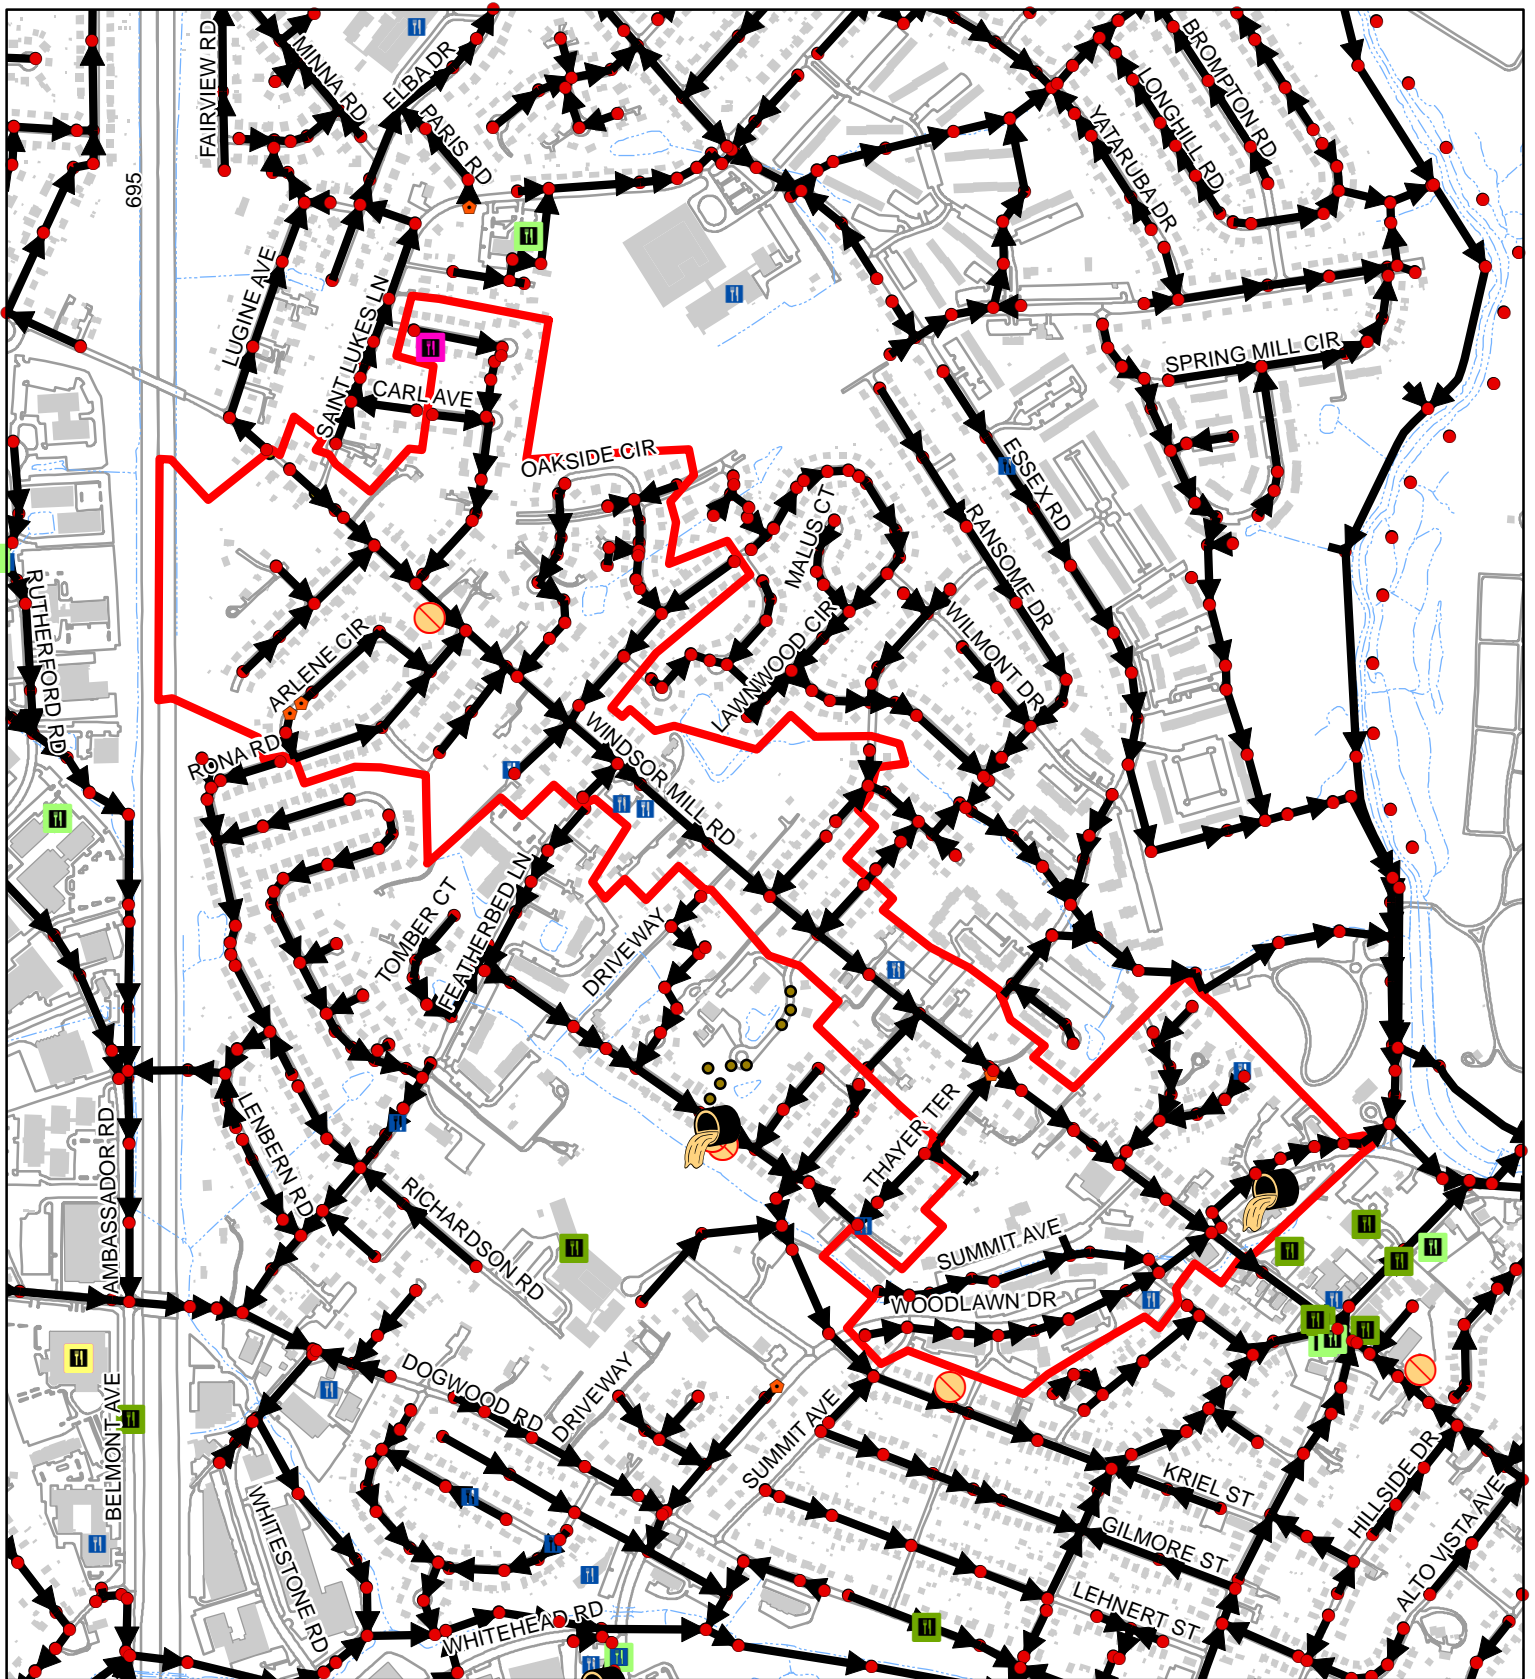 FAIRVIEW RD
MINNA RD
ELBA DR
PARIS RD
BROMPTON RD
LONGHILL RD
YATARUBA DR
695
LUGINE AVE
SAINT LUKES LN
CARL AVE
SPRING MILL CIR
OAKSIDE CIR
ESSEX RD
RANSOME DR
MALUS CT
WILMONT DR
LAWNWOOD CIR
RUTHERFORD RD
ARLENE CIR
RONA RD
WINDSOR MILL RD
TOMBER CT
FEATHERBED LN
DRIVEWAY
THAYER TER
LENBERN RD
AMBASSADOR RD
RICHARDSON RD
SUMMIT AVE
WOODLAWN DR
DOGWOOD RD
DRIVEWAY
SUMMIT AVE
BELMONT AVE
WHITESTONE RD
KRIEL ST
GILMORE ST
HILLSIDE DR
ALTO VISTA AVE
LEHNERT ST
WHITEHEAD RD